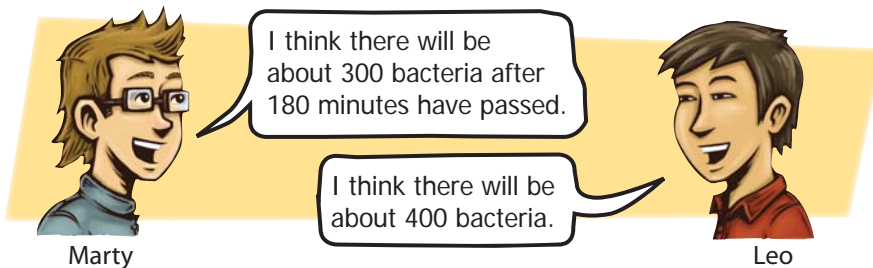 I think there will be
about 300 bacteria after
180 minutes have passed.
I think there will be
about 400 bacteria.
Marty
Leo